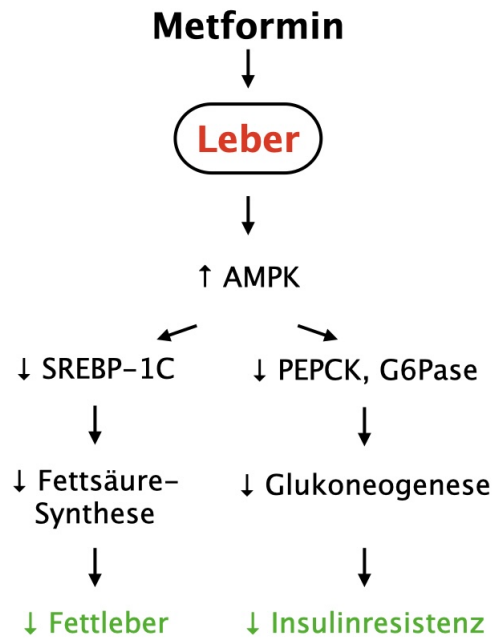 Metformin
Leber
↑ AMPK
↓ SREBP-1C
↓ PEPCK, G6Pase
↓ Fettsäure-
Synthese
↓ Glukoneogenese
↓ Fettleber
↓ Insulinresistenz